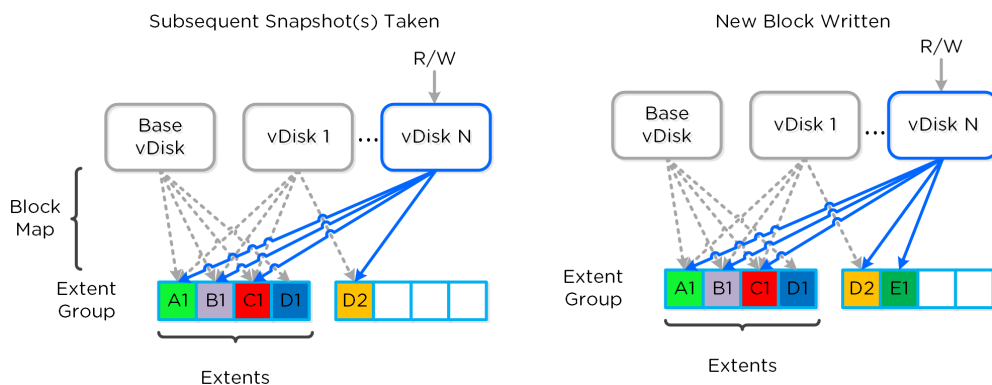 Subsequent Snapshot(s) Taken
R/W
Base
vDisk
vDisk 1
...
vDisk N
Block
Map
Extent
Group
A1
B1
C1
D1
D2
Extents
New Block Written
R/W
Base
vDisk
vDisk 1
...
vDisk N
Extent
Group
A1
B1
C1
D1
D2
E1
Extents